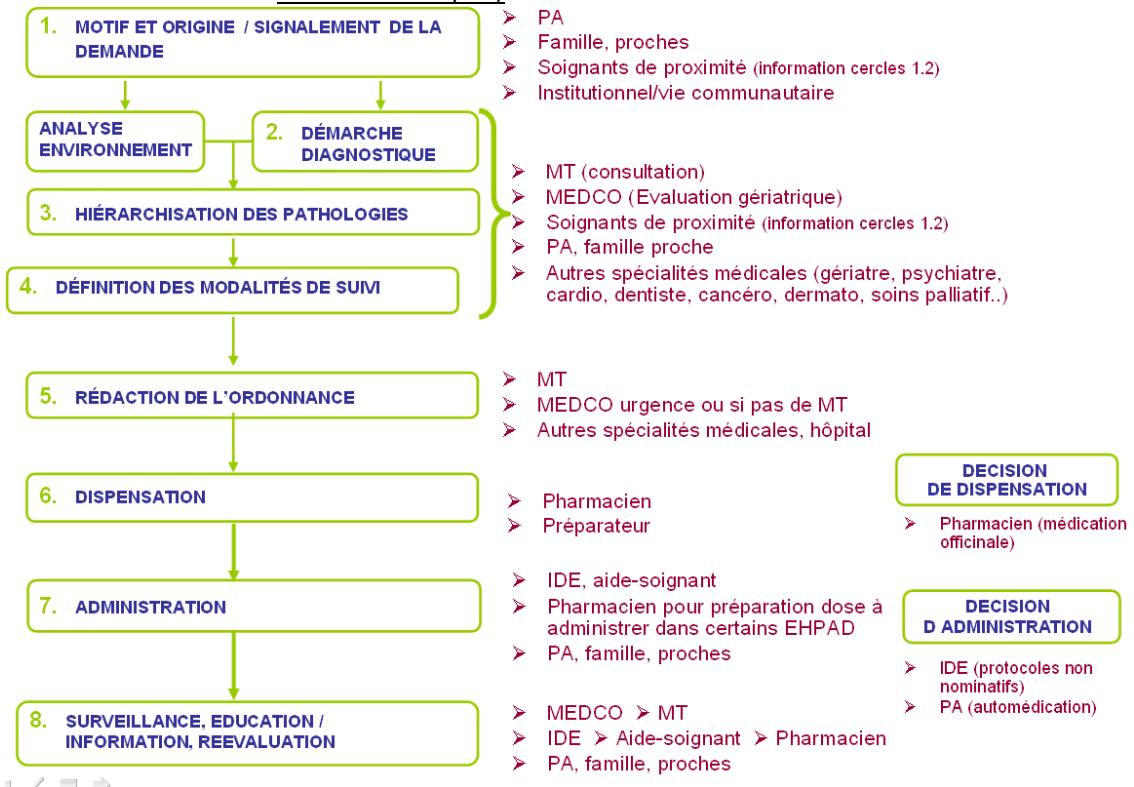 1. MOTIF ET ORIGINE / SIGNALEMENT DE LA
DEMANDE
➢ PA
➢ Famille, proches
➢ Soignants de proximité (information cercles 1.2)
➢ Institutionnel/vie communautaire
ANALYSE
ENVIRONNEMENT
2. DÉMARCHE
DIAGNOSTIQUE
3. HIÉRARCHISATION DES PATHOLOGIES
4. DÉFINITION DES MODALITÉS DE SUIVI
➢ MT (consultation)
➢ MEDCO (Evaluation gériatrique)
➢ Soignants de proximité (information cercles 1.2)
➢ PA, famille proche
➢ Autres spécialités médicales (gériatre, psychiatre,
cardio, dentiste, cancéro, dermato, soins palliatif..)
5. RÉDACTION DE L'ORDONNANCE
➢ MT
➢ MEDCO urgence ou si pas de MT
➢ Autres spécialités médicales, hôpital
6. DISPENSATION
➢ Pharmacien
➢ Préparateur
DECISION
DE DISPENSATION
➢ Pharmacien (médication
officinale)
7. ADMINISTRATION
➢ IDE, aide-soignant
➢ Pharmacien pour préparation dose à
administrer dans certains EHPAD
➢ PA, famille, proches
DECISION
D ADMINISTRATION
➢ IDE (protocoles non
nominatifs)
➢ PA (automédication)
8. SURVEILLANCE, EDUCATION /
INFORMATION, REEVALUATION
➢ MEDCO ➢ MT
➢ IDE ➢ Aide-soignant ➢ Pharmacien
➢ PA, famille, proches